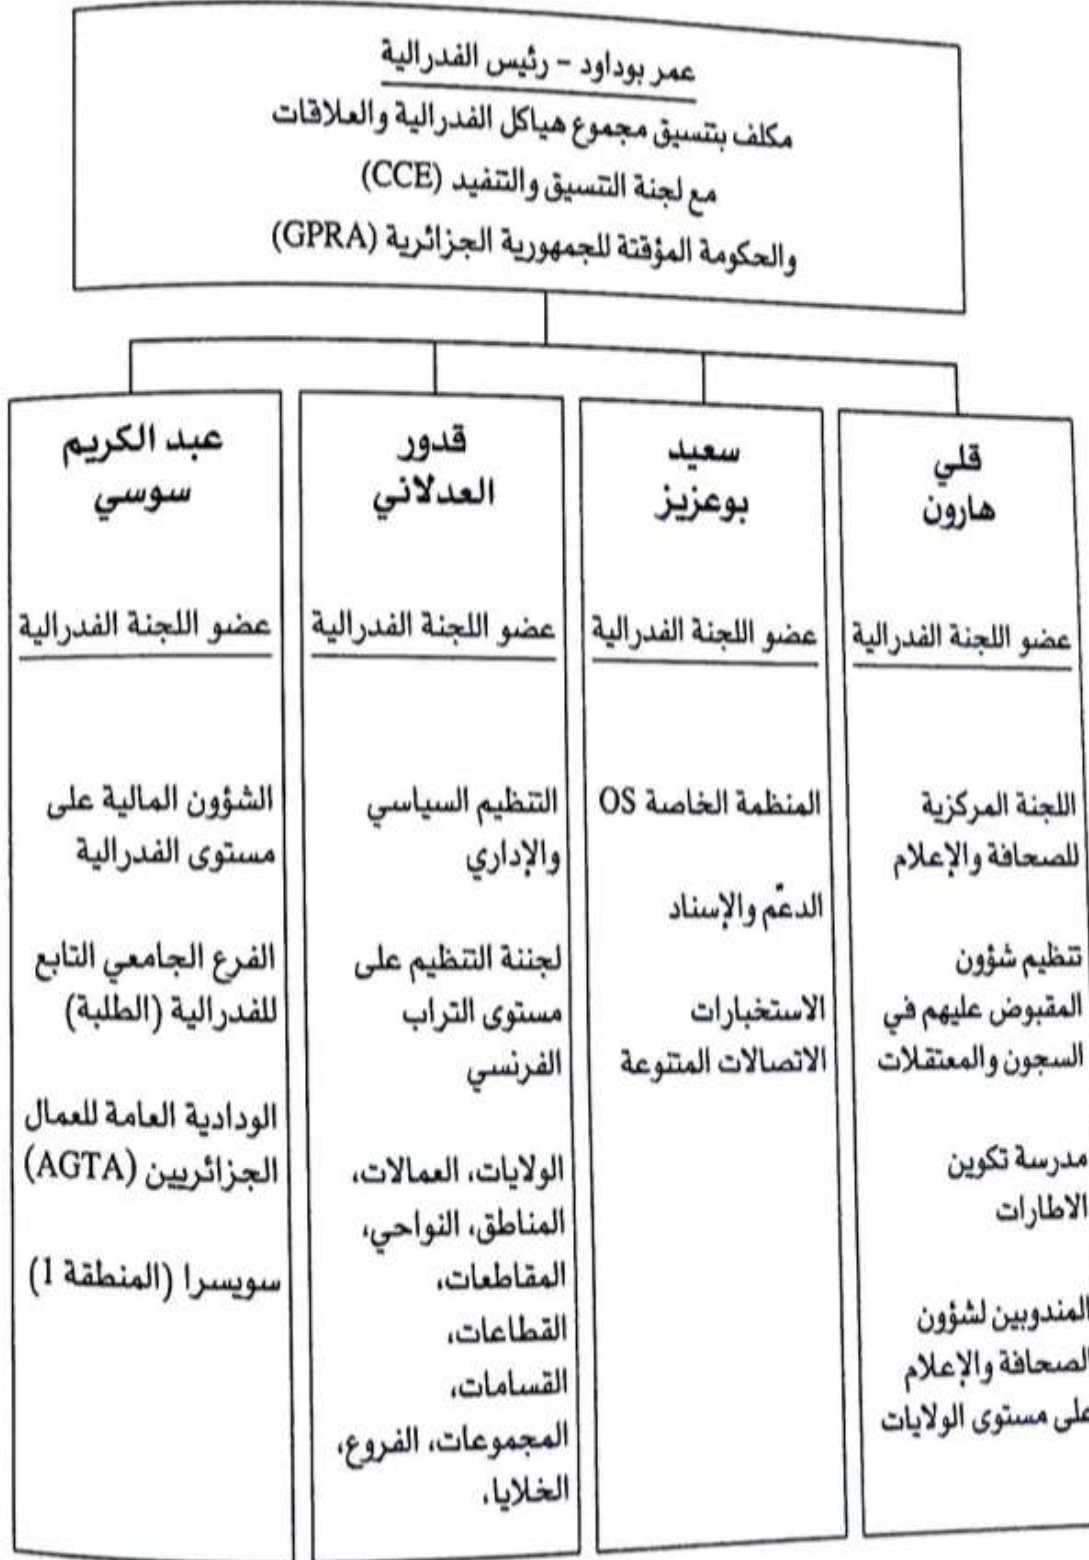 عمر بوداود - رئيس الفدرالية
مكلف بتنسيق مجموع هياكل الفدرالية والعلاقات
مع لجنة التنسيق والتنفيد (CCE)
والحكومة المؤقتة للجمهورية الجزائرية (GPRA)
قلي
هارون
عضو اللجنة الفدرالية
اللجنة المركزية
للصحافة والإعلام
تنظيم شؤون
المقبوض عليهم في
السجون والمعتقلات
مدرسة تكوين
الاطارات
المندوبين لشؤون
الصحافة والإعلام
على مستوى الولايات
سعيد
بوعزيز
عضو اللجنة الفدرالية
المنظمة الخاصة OS
الدعّم والإسناد
الاستخبارات
الاتصالات المتنوعة
قدور
العدلاني
عضو اللجنة الفدرالية
التنظيم السياسي
والإداري
لجننة التنظيم على
مستوى التراب
الفرنسي
الولايات، العمالات،
المناطق، النواحي،
المقاطعات،
القطاعات،
القسامات،
المجموعات، الفروع،
الخلايا،
عبد الكريم
سوسي
عضو اللجنة الفدرالية
الشؤون المالية على
مستوى الفدرالية
الفرع الجامعي التابع
للفدرالية (الطلبة)
الودادية العامة للعمال
الجزائريين (AGTA)
سويسرا (المنطقة 1)